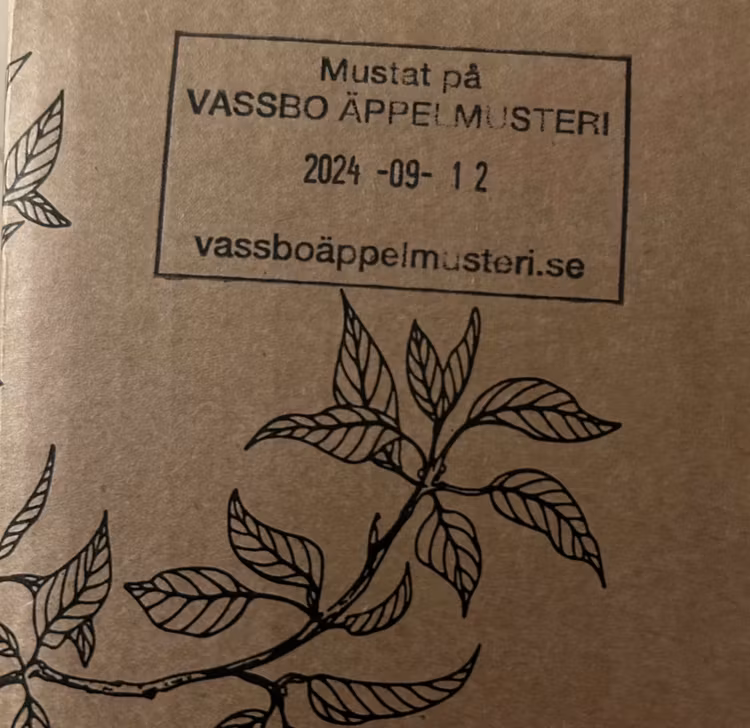 Mustat på
VASSBO ÄPPELMUSTERI
2024 -09- 12
vassboäppelmusteri.se